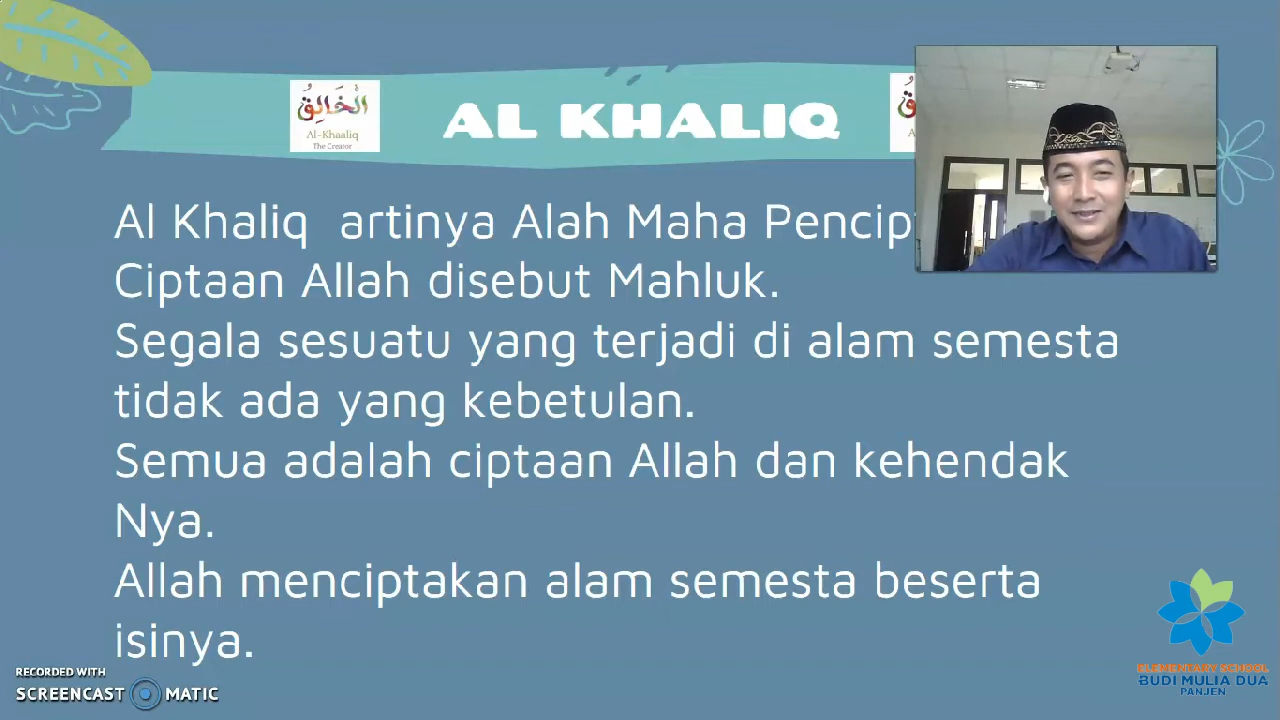 الْخَالِقُ
Al-Khaaliq
The Creator
AL KHALIQ
Al Khaliq artinya Alah Maha
Ciptaan Allah disebut Mahluk.
Segala sesuatu yang terjadi di alam semesta
tidak ada yang kebetulan.
Semua adalah ciptaan Allah dan kehendak
Nya.
Allah menciptakan alam semesta beserta
isinya.
RECORDED WITH
SCREENCAST MATIC
ELEMENTARY SCHOOL
BUDI MULIA DUA
PANJEN